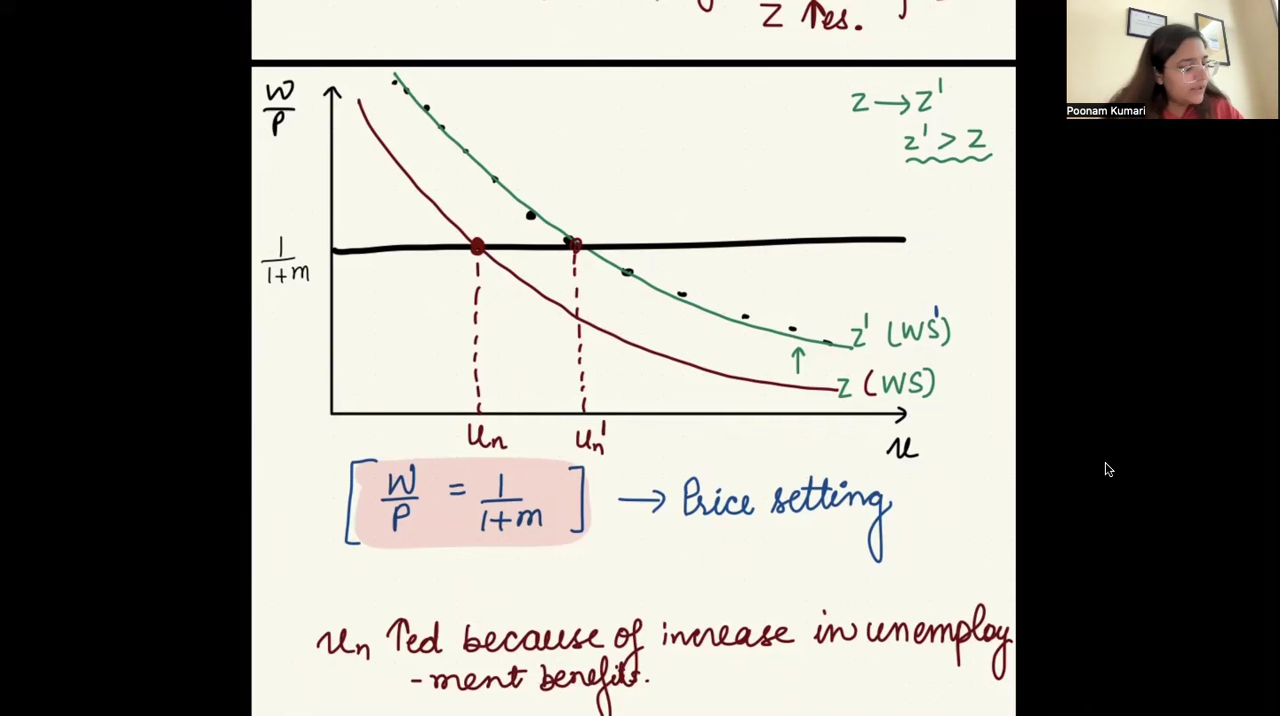 Z ↑es.
W/P
Z → Z'
Z' > Z
Poonam Kumari
1/1+m
Z' (WS')
Z (WS)
un
un'
u
[W/P = 1/1+m] → Price setting
un ↑ed because of increase in unemploy
-ment benefits.